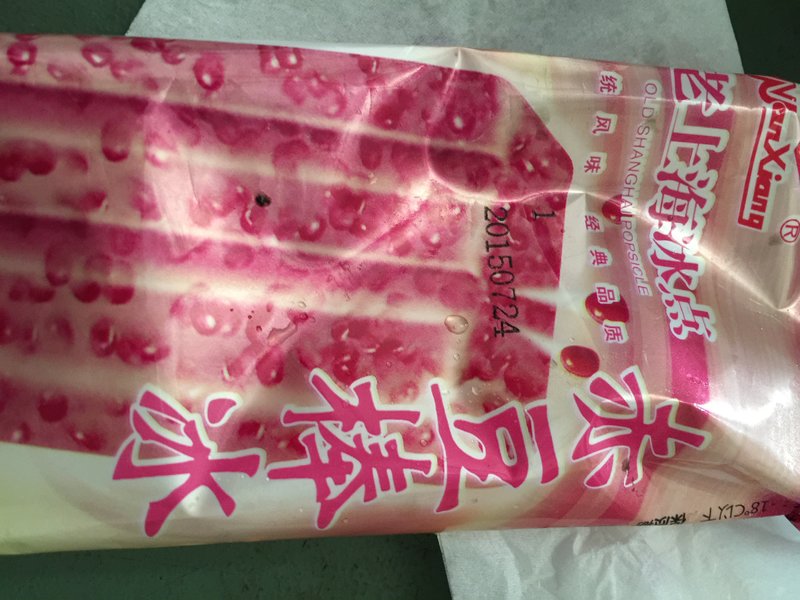 NanXiang
®
老上海冰点
OLD SHANGHAI POPSICLE
统风味 经典品质
1
20150724
赤豆棒冰
-18℃以下